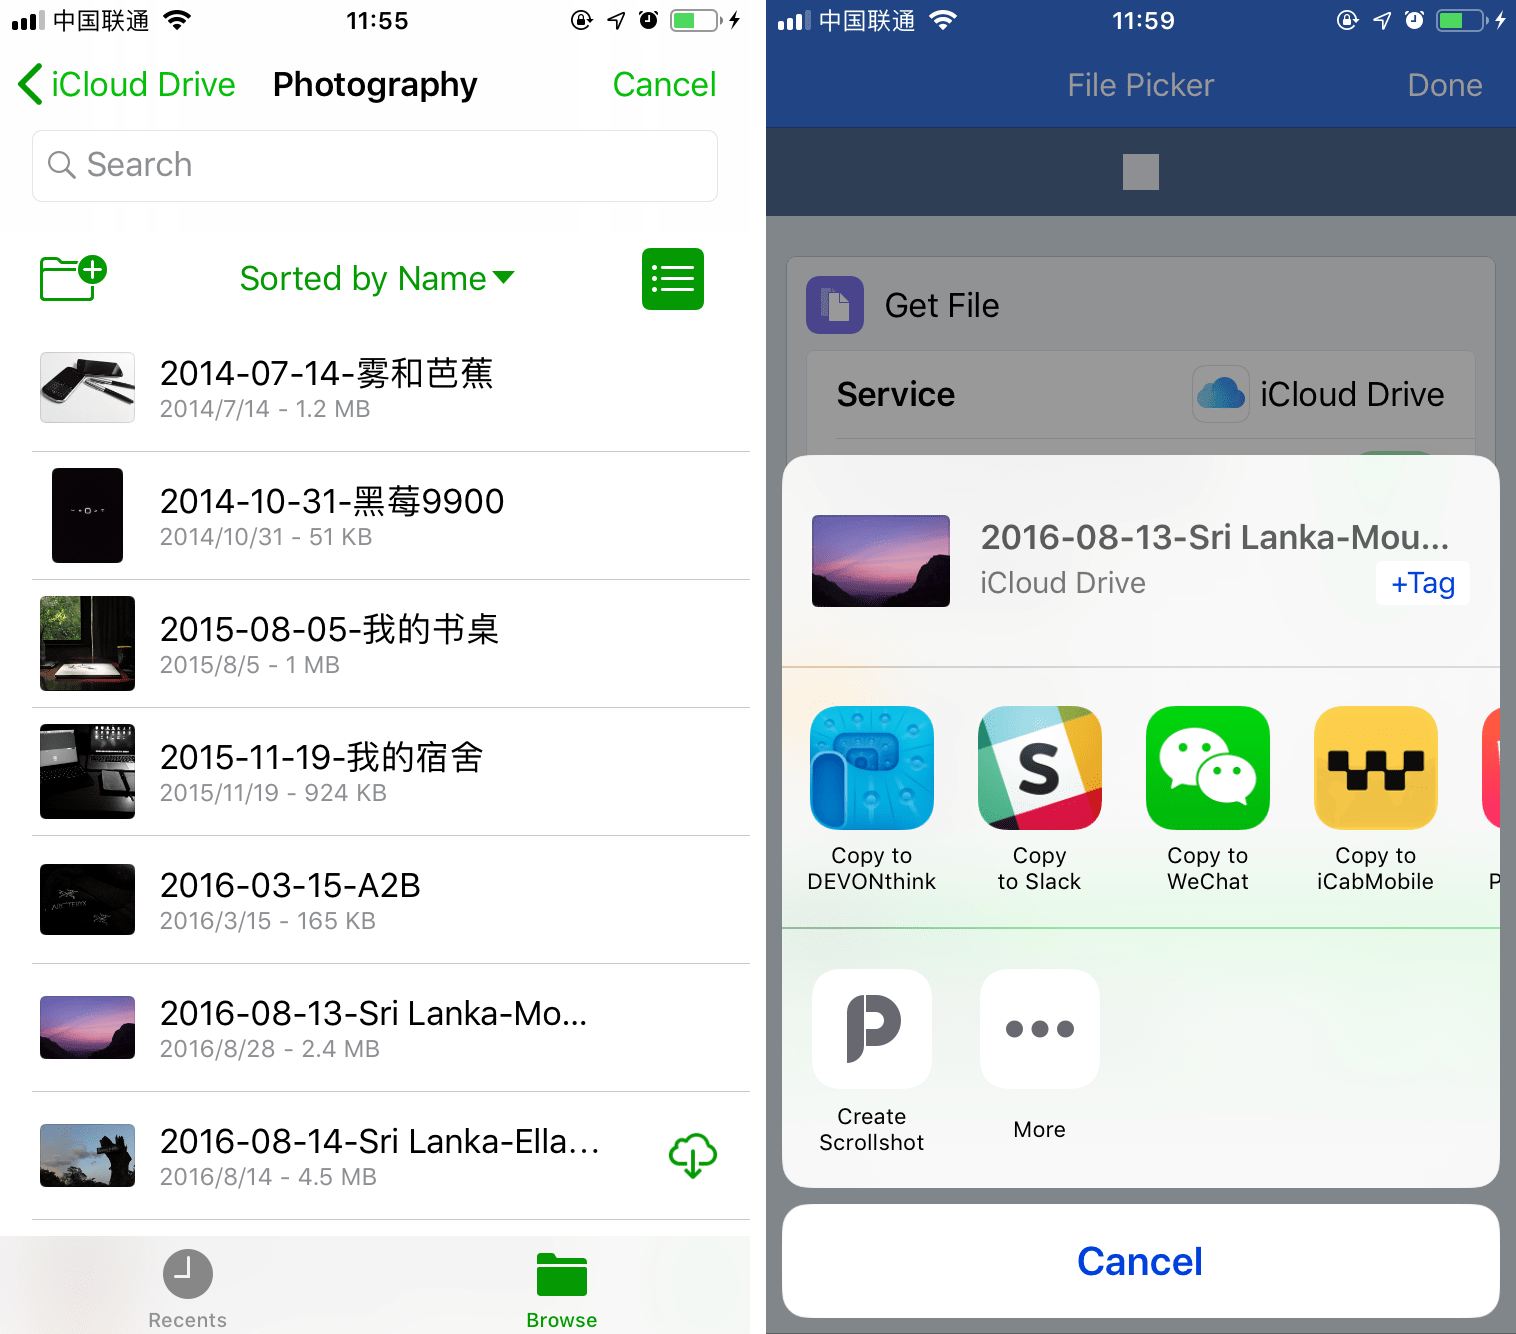 中国联通
11:55
iCloud Drive
Photography
Cancel
Search
Sorted by Name
2014-07-14-雾和芭蕉
2014/7/14 - 1.2 MB
2014-10-31-黑莓9900
2014/10/31 - 51 KB
2015-08-05-我的书桌
2015/8/5 - 1 MB
2015-11-19-我的宿舍
2015/11/19 - 924 KB
ARC'TERYX
2016-03-15-A2B
2016/3/15 - 165 KB
2016-08-13-Sri Lanka-Mo...
2016/8/28 - 2.4 MB
2016-08-14-Sri Lanka-Ella...
2016/8/14 - 4.5 MB
Recents
Browse
中国联通
11:59
File Picker
Done
Get File
Service
iCloud Drive
2016-08-13-Sri Lanka-Mou...
iCloud Drive
+Tag
S
Copy to
DEVONthink
Copy
to Slack
Copy to
WeChat
Copy to
iCabMobile
P
Create
Scrollshot
More
Cancel